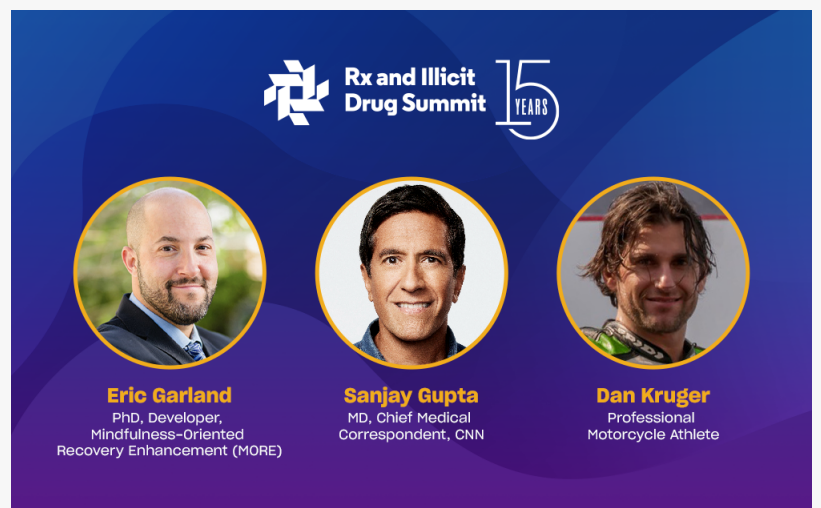 Rx and Illicit
Drug Summit
15
YEARS
Eric Garland
PhD, Developer,
Mindfulness-Oriented
Recovery Enhancement (MORE)
Sanjay Gupta
MD, Chief Medical
Correspondent, CNN
Dan Kruger
Professional
Motorcycle Athlete